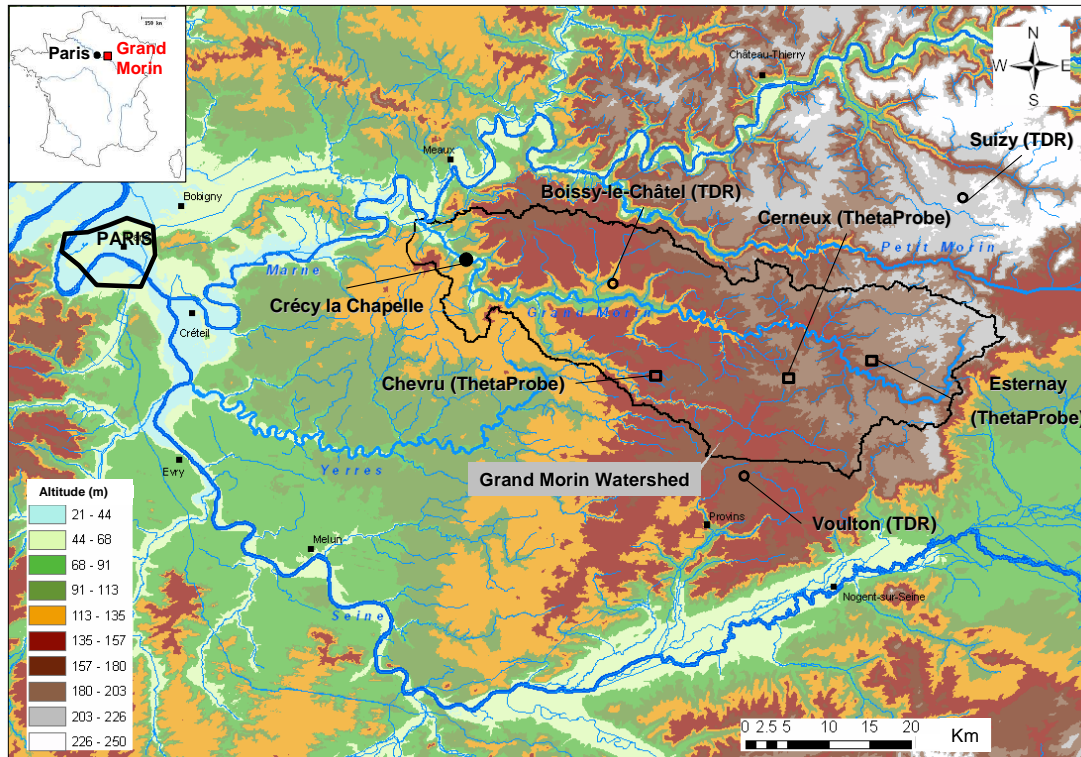 250 km
Paris
Grand
Morin
N
W
E
S
Château-Thierry
Suizy (TDR)
Meaux
Boissy-le-Châtel (TDR)
Bobigny
Cerneux (ThetaProbe)
PARIS
Petit Morin
Marne
Crécy la Chapelle
Grand Morin
Créteil
Chevru (ThetaProbe)
Esternay
(ThetaProbe)
Yerres
Evry
Grand Morin Watershed
Altitude (m)
21 - 44
44 - 68
68 - 91
91 - 113
113 - 135
135 - 157
157 - 180
180 - 203
203 - 226
226 - 250
Provins
Voulton (TDR)
Melun
Nogent-sur-Seine
Seine
0 2.5 5 10 15 20
Km